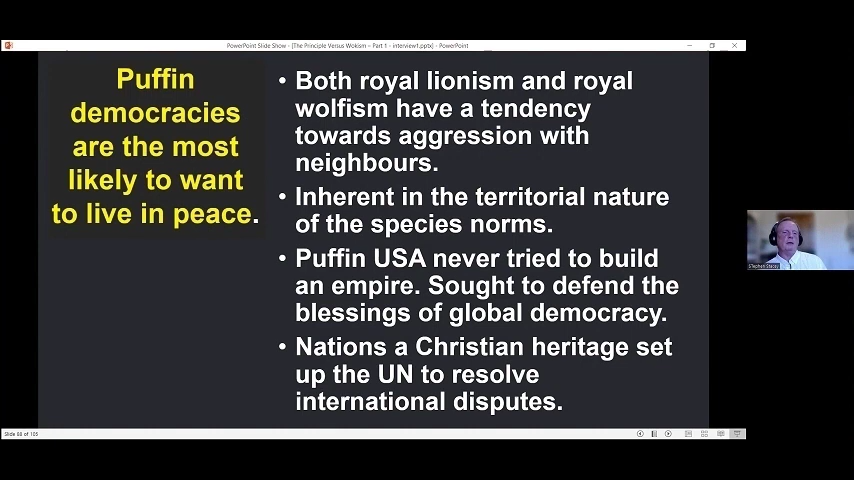 PowerPoint Slide Show - [The Principle Versus Wokism – Part 1 - interview1.pptx] - PowerPoint
Puffin
democracies
are the most
likely to want
to live in peace.
• Both royal lionism and royal
wolfism have a tendency
towards aggression with
neighbours.
• Inherent in the territorial nature
of the species norms.
• Puffin USA never tried to build
an empire. Sought to defend the
blessings of global democracy.
• Nations a Christian heritage set
up the UN to resolve
international disputes.
STephen Stacey
Slide 88 of 105